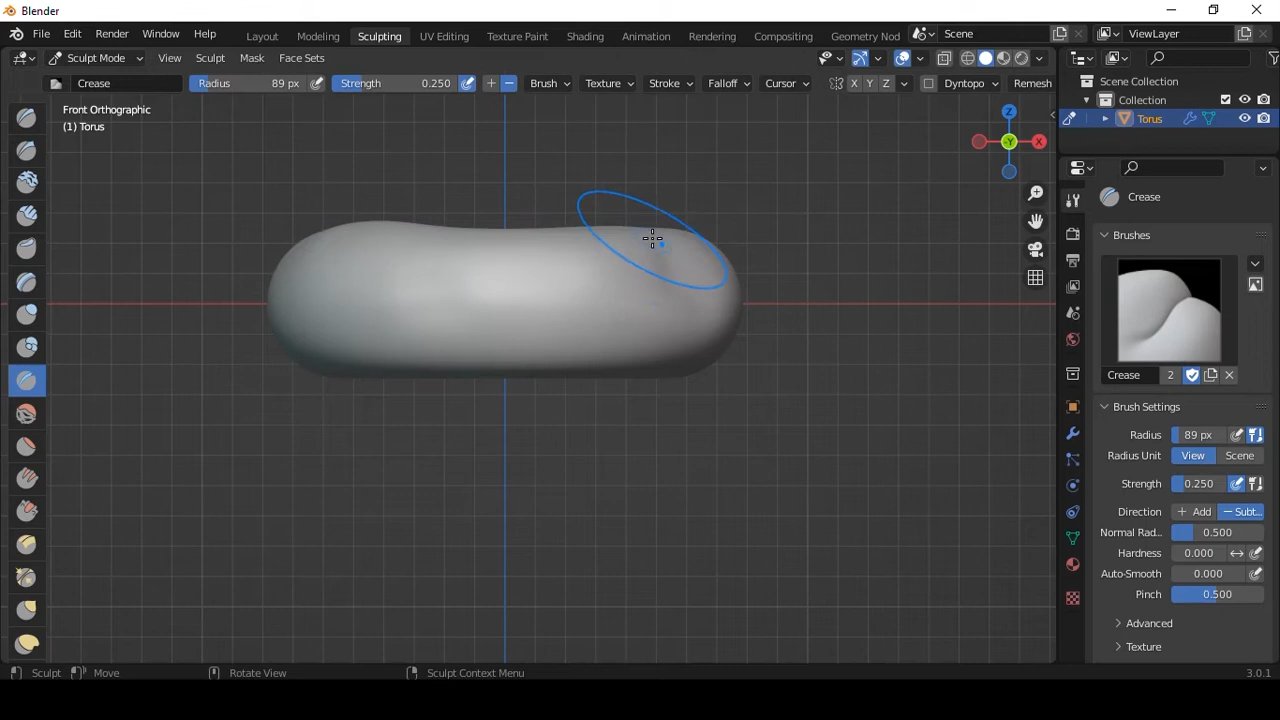 Blender
File Edit Render Window Help Layout Modeling Sculpting UV Editing Texture Paint Shading Animation Rendering Compositing Geometry Nod Scene ViewLayer
Sculpt Mode View Sculpt Mask Face Sets
Crease Radius 89 px Strength 0.250 Brush Texture Stroke Falloff Cursor X Y Z Dyntopo Remesh
Front Orthographic
(1) Torus
Z
X
-Y
Scene Collection
Collection
Torus
Crease
Brushes
Crease 2
Brush Settings
Radius 89 px
Radius Unit View Scene
Strength 0.250
Direction + Add − Subt...
Normal Rad... 0.500
Hardness 0.000
Auto-Smooth 0.000
Pinch 0.500
Advanced
Texture
Sculpt Move Rotate View Sculpt Context Menu 3.0.1